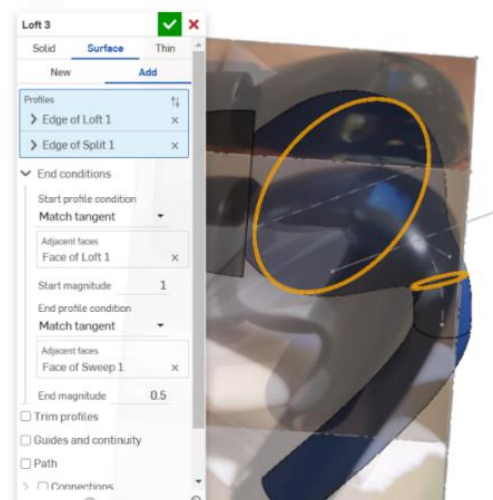 Loft 3
Solid Surface Thin
New Add
Profiles
Edge of Loft 1
Edge of Split 1
End conditions
Start profile condition
Match tangent
Adjacent faces
Face of Loft 1
Start magnitude 1
End profile condition
Match tangent
Adjacent faces
Face of Sweep 1
End magnitude 0.5
Trim profiles
Guides and continuity
Path
Connections